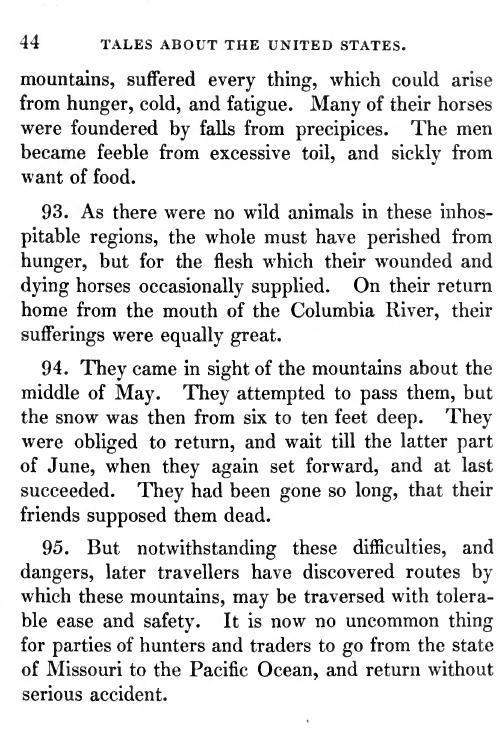 44 TALES ABOUT THE UNITED STATES.
mountains, suffered every thing, which could arise
from hunger, cold, and fatigue. Many of their horses
were foundered by falls from precipices. The men
became feeble from excessive toil, and sickly from
want of food.
93. As there were no wild animals in these inhos-
pitable regions, the whole must have perished from
hunger, but for the flesh which their wounded and
dying horses occasionally supplied. On their return
home from the mouth of the Columbia River, their
sufferings were equally great.
94. They came in sight of the mountains about the
middle of May. They attempted to pass them, but
the snow was then from six to ten feet deep. They
were obliged to return, and wait till the latter part
of June, when they again set forward, and at last
succeeded. They had been gone so long, that their
friends supposed them dead.
95. But notwithstanding these difficulties, and
dangers, later travellers have discovered routes by
which these mountains, may be traversed with tolera-
ble ease and safety. It is now no uncommon thing
for parties of hunters and traders to go from the state
of Missouri to the Pacific Ocean, and return without
serious accident.